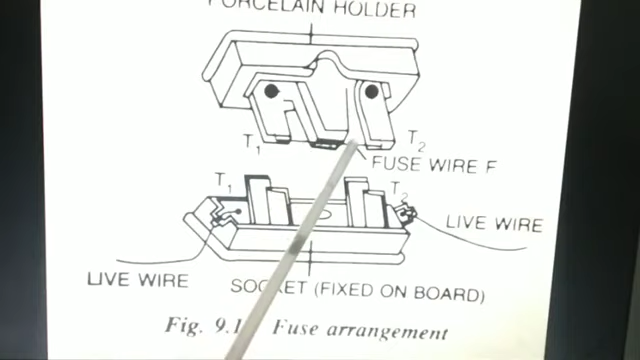 PORCELAIN HOLDER
T1 T2
FUSE WIRE F
T1 T2
LIVE WIRE
LIVE WIRE
SOCKET (FIXED ON BOARD)
Fig. 9.1 Fuse arrangement